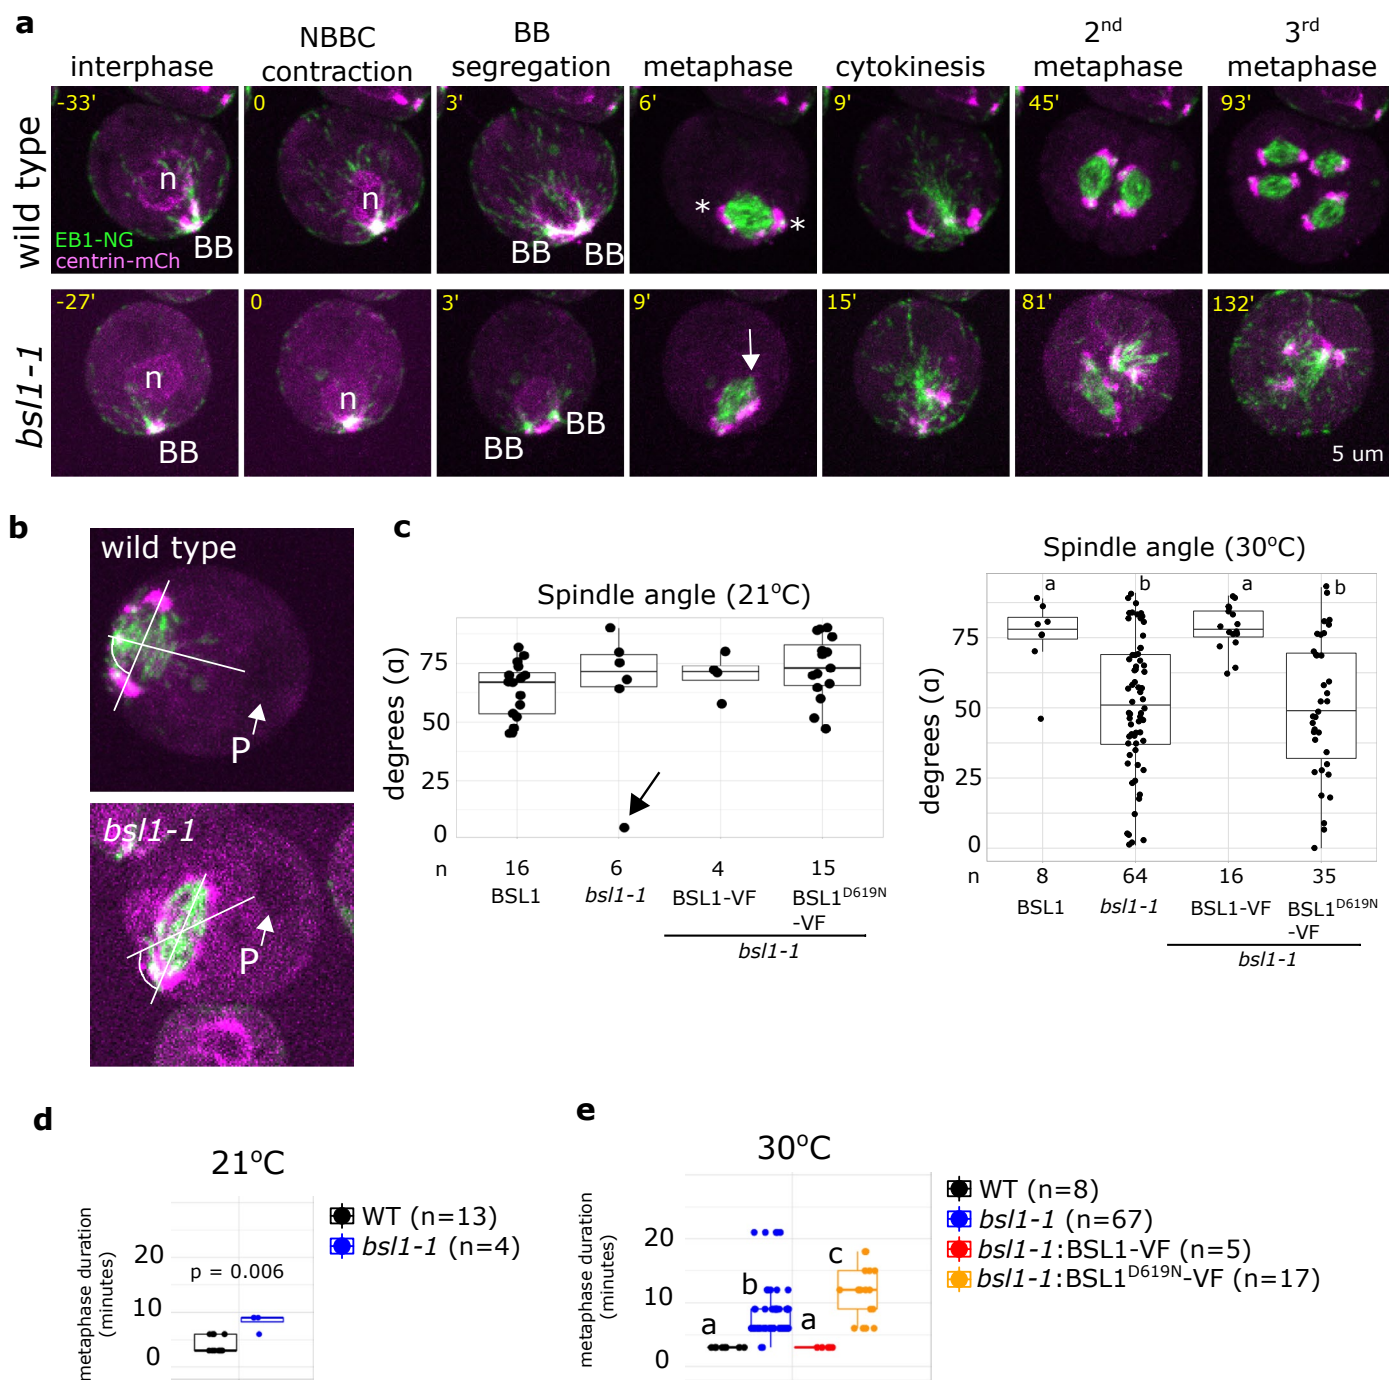 a
interphase
NBBC
contraction
BB
segregation
metaphase
cytokinesis
2nd
metaphase
3rd
metaphase
wild type
-33'
n
EB1-NG
centrin-mCh
BB
0
n
3'
BB
BB
6'
*
*
9'
45'
93'
bsl1-1
-27'
n
BB
0
n
3'
BB
BB
9'
15'
81'
132'
5 um
b
wild type
P
bsl1-1
P
c
Spindle angle (21oC)
degrees (α)
75
50
25
0
n
16
6
4
15
BSL1
bsl1-1
BSL1-VF
BSL1D619N
-VF
bsl1-1
Spindle angle (30oC)
degrees (α)
75
50
25
0
a
b
a
b
n
8
64
16
35
BSL1
bsl1-1
BSL1-VF
BSL1D619N
-VF
bsl1-1
d
21oC
metaphase duration
(minutes)
20
10
0
p = 0.006
WT (n=13)
bsl1-1 (n=4)
e
30oC
metaphase duration
(minutes)
20
10
0
a
b
a
c
WT (n=8)
bsl1-1 (n=67)
bsl1-1:BSL1-VF (n=5)
bsl1-1:BSL1D619N-VF (n=17)